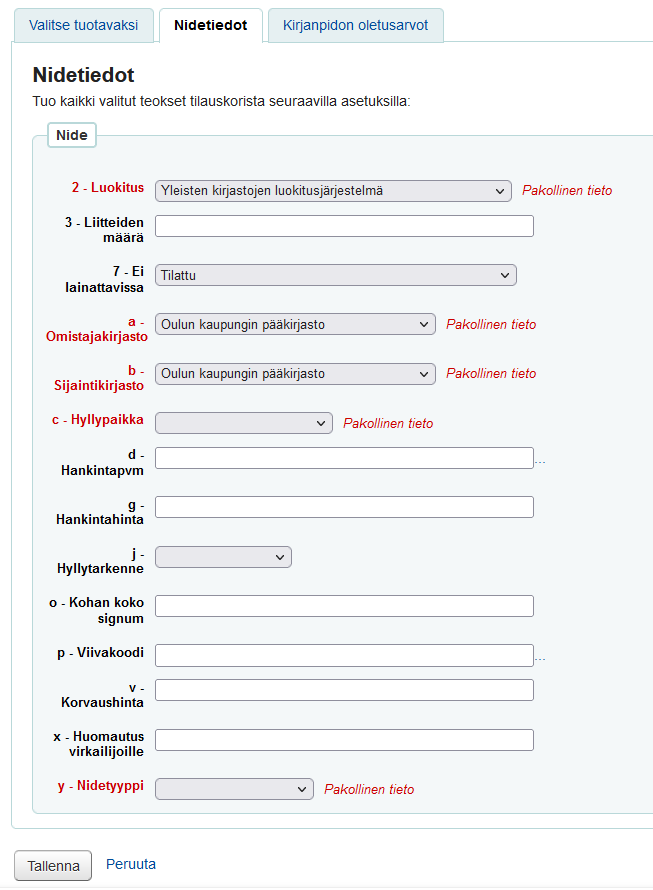 Valitse tuotavaksi
Nidetiedot
Kirjanpidon oletusarvot
Nidetiedot
Tuo kaikki valitut teokset tilauskorista seuraavilla asetuksilla:
Nide
2 - Luokitus
Yleisten kirjastojen luokitusjärjestelmä
Pakollinen tieto
3 - Liitteiden
määrä
7 - Ei
lainattavissa
Tilattu
a -
Omistajakirjasto
Oulun kaupungin pääkirjasto
Pakollinen tieto
b -
Sijaintikirjasto
Oulun kaupungin pääkirjasto
Pakollinen tieto
c - Hyllypaikka
Pakollinen tieto
d -
Hankintapvm
...
g -
Hankintahinta
j -
Hyllytarkenne
o - Kohan koko
signum
p - Viivakoodi
...
v -
Korvaushinta
x - Huomautus
virkailijoille
y - Nidetyyppi
Pakollinen tieto
Tallenna
Peruuta